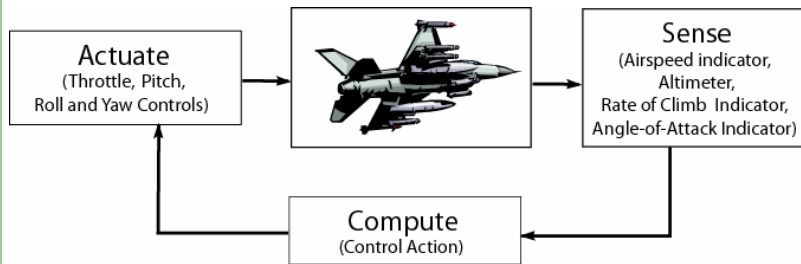 Actuate
(Throttle, Pitch,
Roll and Yaw Controls)
Sense
(Airspeed indicator,
Altimeter,
Rate of Climb Indicator,
Angle-of-Attack Indicator)
Compute
(Control Action)